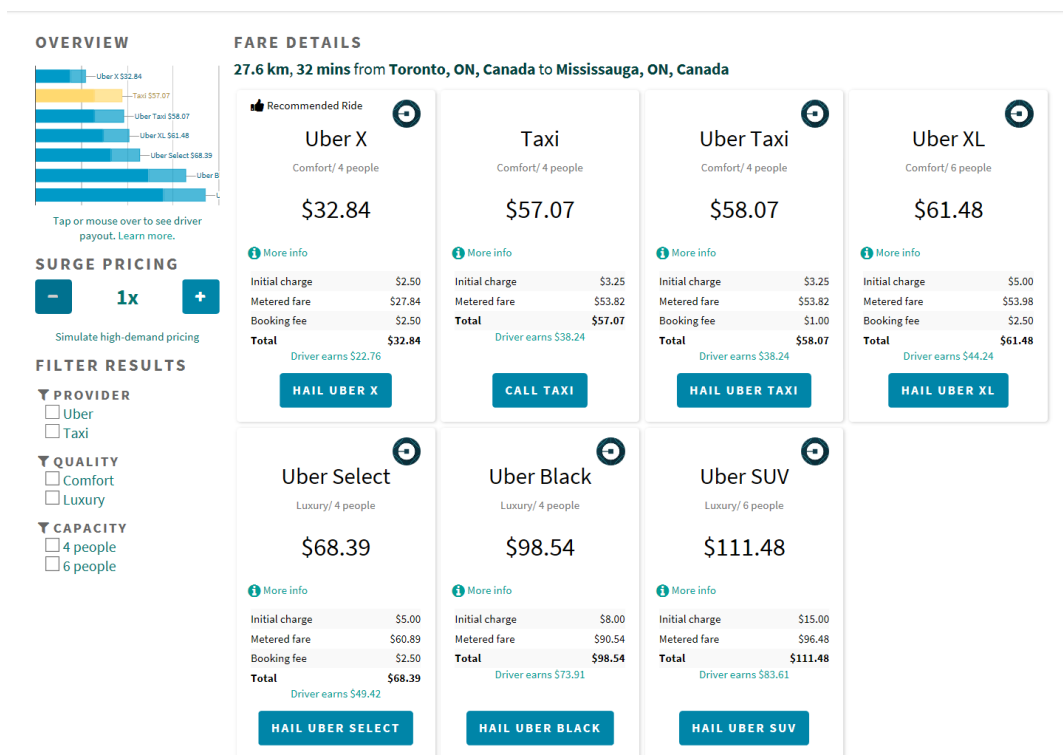 OVERVIEW
Uber X $32.84
Taxi $57.07
Uber Taxi $58.07
Uber XL $61.48
Uber Select $68.39
Uber B
Tap or mouse over to see driver
payout. Learn more.
SURGE PRICING
− 1x +
Simulate high-demand pricing
FILTER RESULTS
PROVIDER
Uber
Taxi
QUALITY
Comfort
Luxury
CAPACITY
4 people
6 people
FARE DETAILS
27.6 km, 32 mins from Toronto, ON, Canada to Mississauga, ON, Canada
Recommended Ride
Uber X
Comfort/ 4 people
$32.84
More info
Initial charge $2.50
Metered fare $27.84
Booking fee $2.50
Total $32.84
Driver earns $22.76
HAIL UBER X
Taxi
Comfort/ 4 people
$57.07
More info
Initial charge $3.25
Metered fare $53.82
Total $57.07
Driver earns $38.24
CALL TAXI
Uber Taxi
Comfort/ 4 people
$58.07
More info
Initial charge $3.25
Metered fare $53.82
Booking fee $1.00
Total $58.07
Driver earns $38.24
HAIL UBER TAXI
Uber XL
Comfort/ 6 people
$61.48
More info
Initial charge $5.00
Metered fare $53.98
Booking fee $2.50
Total $61.48
Driver earns $44.24
HAIL UBER XL
Uber Select
Luxury/ 4 people
$68.39
More info
Initial charge $5.00
Metered fare $60.89
Booking fee $2.50
Total $68.39
Driver earns $49.42
HAIL UBER SELECT
Uber Black
Luxury/ 4 people
$98.54
More info
Initial charge $8.00
Metered fare $90.54
Total $98.54
Driver earns $73.91
HAIL UBER BLACK
Uber SUV
Luxury/ 6 people
$111.48
More info
Initial charge $15.00
Metered fare $96.48
Total $111.48
Driver earns $83.61
HAIL UBER SUV